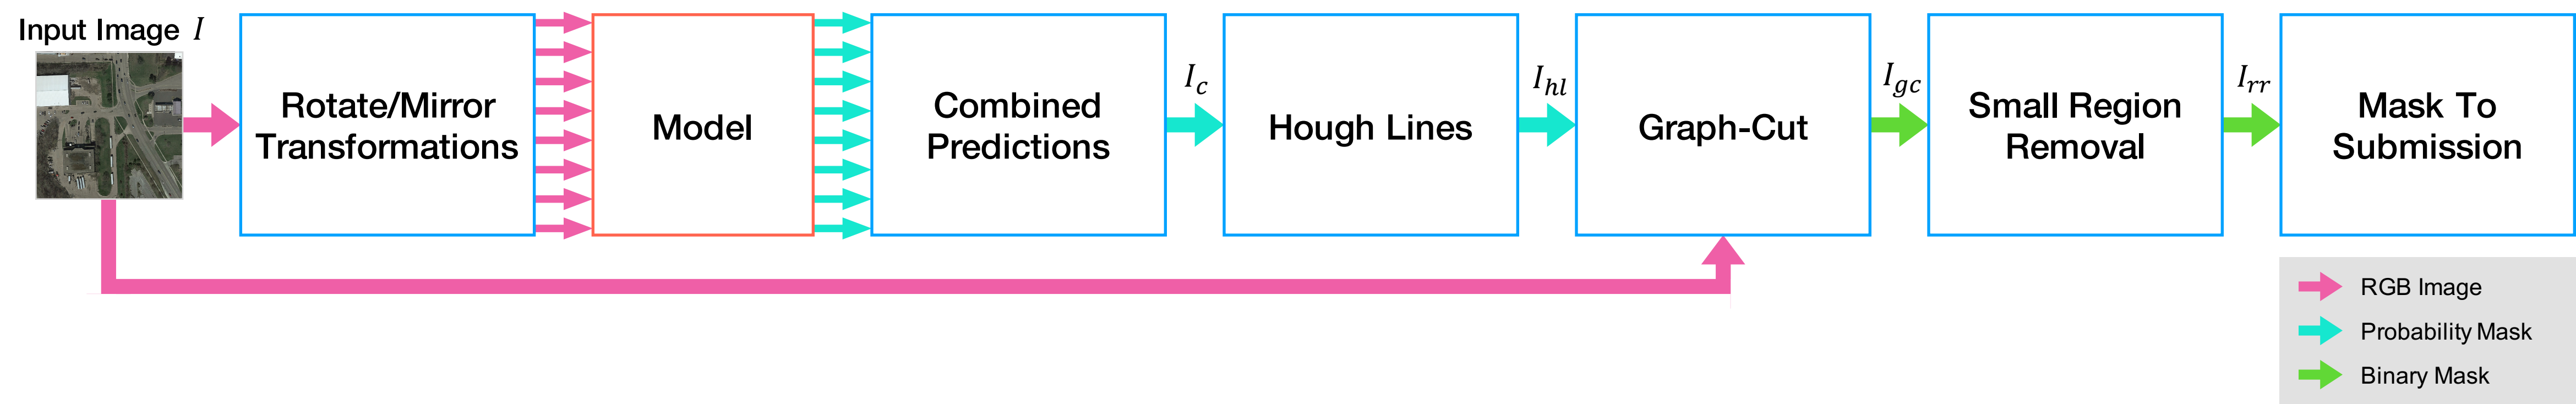 Input Image I
Rotate/Mirror
Transformations
Model
Combined
Predictions
I_c
Hough Lines
I_hl
Graph-Cut
I_gc
Small Region
Removal
I_rr
Mask To
Submission
RGB Image
Probability Mask
Binary Mask